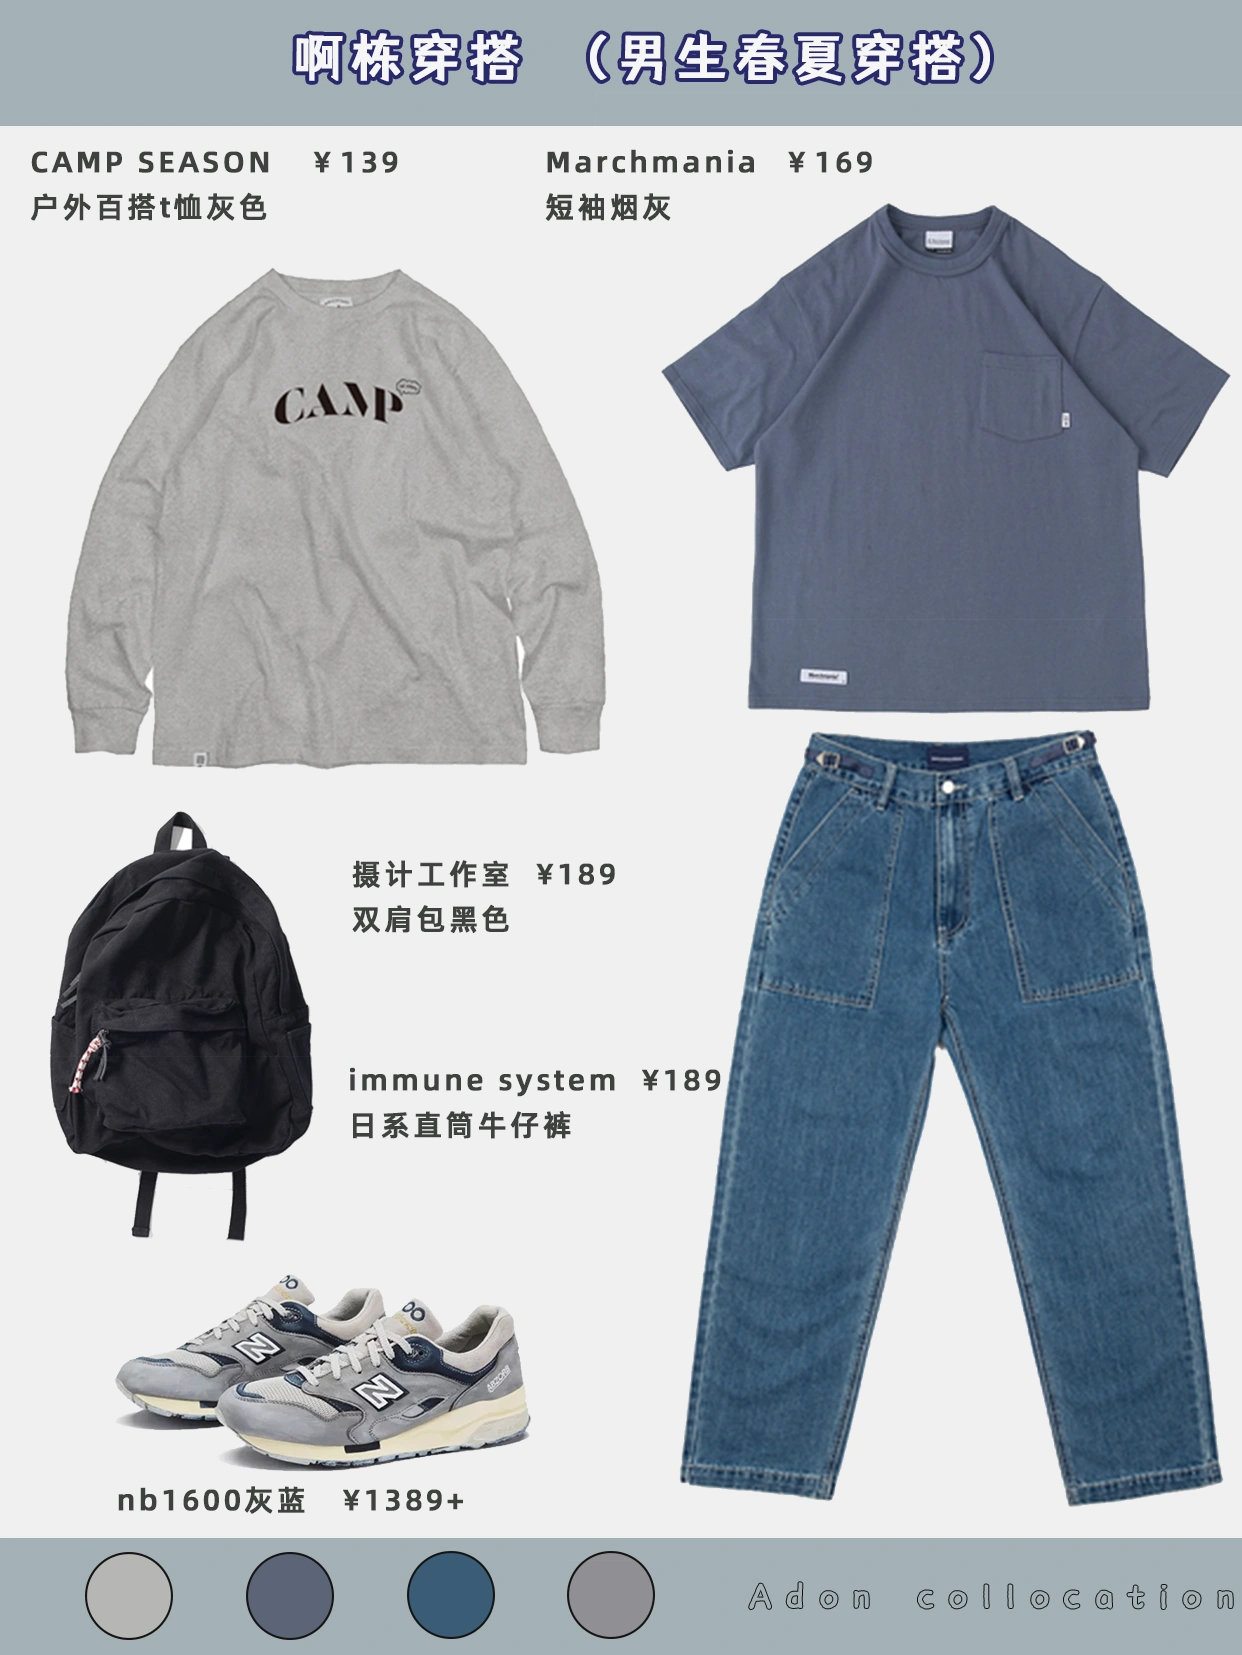 啊栋穿搭 （男生春夏穿搭）
CAMP SEASON ￥139
户外百搭t恤灰色
Marchmania ￥169
短袖烟灰
CAMP
Marchmania
摄计工作室 ¥189
双肩包黑色
immune system ¥189
日系直筒牛仔裤
N
N
nb1600灰蓝 ¥1389+
Adon collocation